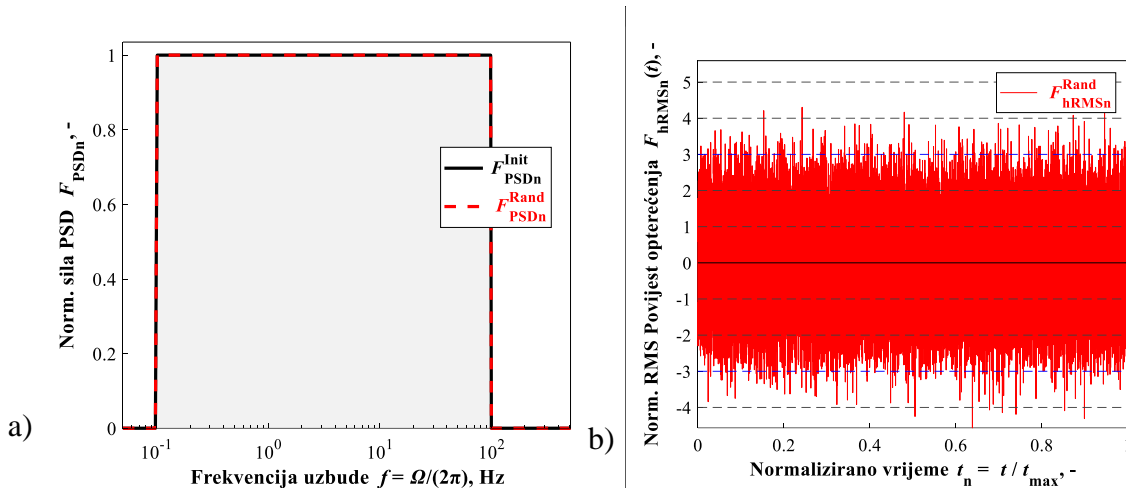 a)
Norm. sila PSD F_PSDn, -
1
0.8
0.6
0.4
0.2
0
10^-1
10^0
10^1
10^2
Frekvencija uzbude f = Ω/(2π), Hz
F^Init_PSDn
F^Rand_PSDn
b)
Norm. RMS Povijest opterećenja F_hRMSn(t), -
5
4
3
2
1
0
-1
-2
-3
-4
0
0.2
0.4
0.6
0.8
1
Normalizirano vrijeme t_n = t / t_max, -
F^Rand_hRMSn